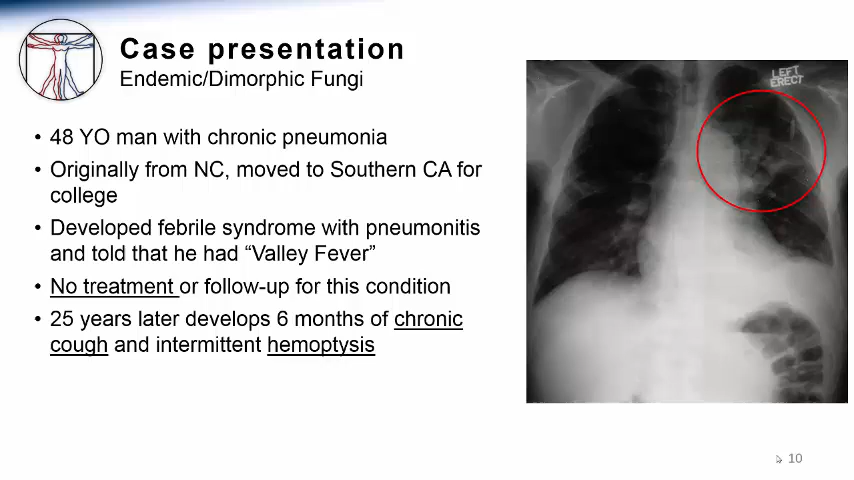 Case presentation
Endemic/Dimorphic Fungi
• 48 YO man with chronic pneumonia
• Originally from NC, moved to Southern CA for
college
• Developed febrile syndrome with pneumonitis
and told that he had “Valley Fever”
• No treatment or follow-up for this condition
• 25 years later develops 6 months of chronic
cough and intermittent hemoptysis
LEFT
ERECT
10